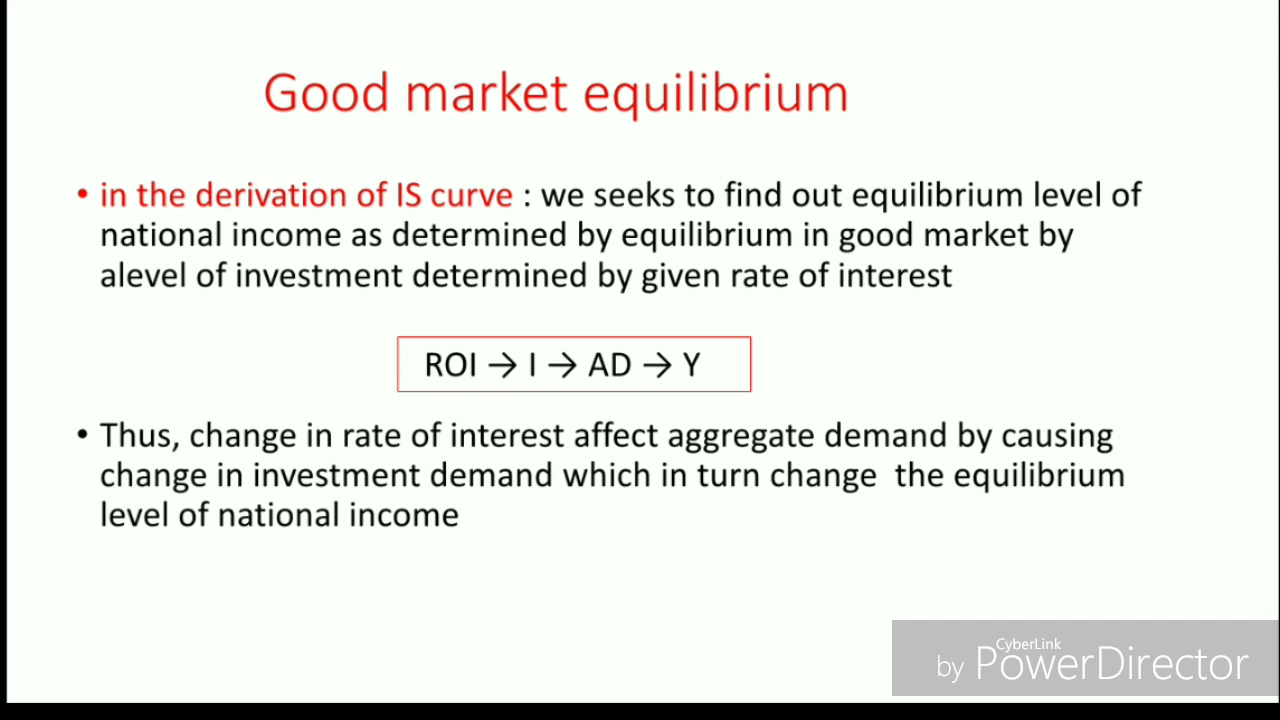 Good market equilibrium
• in the derivation of IS curve : we seeks to find out equilibrium level of
national income as determined by equilibrium in good market by
alevel of investment determined by given rate of interest
ROI → I → AD → Y
• Thus, change in rate of interest affect aggregate demand by causing
change in investment demand which in turn change the equilibrium
level of national income
CyberLink
by PowerDirector